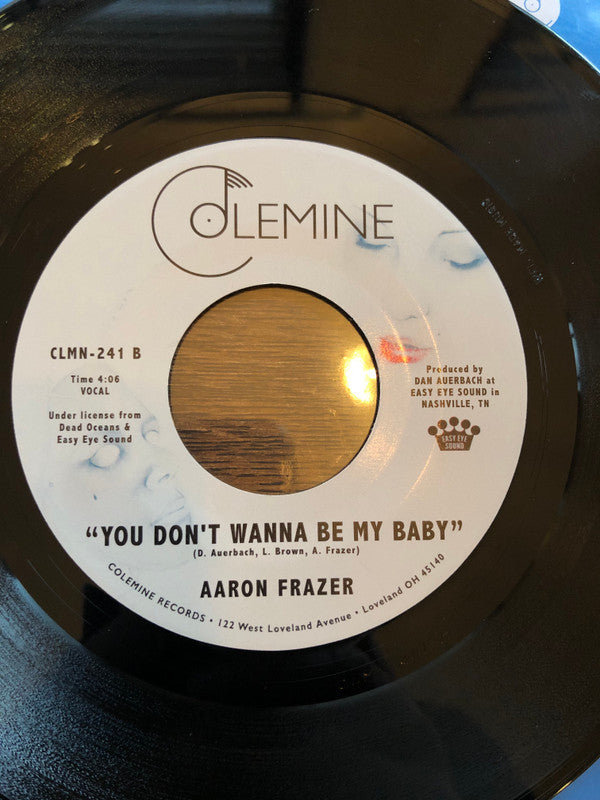 COLEMINE
CLMN-241 B
Time 4:06
VOCAL
Under license from
Dead Oceans &
Easy Eye Sound
Produced by
DAN AUERBACH at
EASY EYE SOUND in
NASHVILLE, TN
EASY EYE
SOUND
“YOU DON'T WANNA BE MY BABY”
(D. Auerbach, L. Brown, A. Frazer)
AARON FRAZER
COLEMINE RECORDS • 122 West Loveland Avenue • Loveland OH 45140